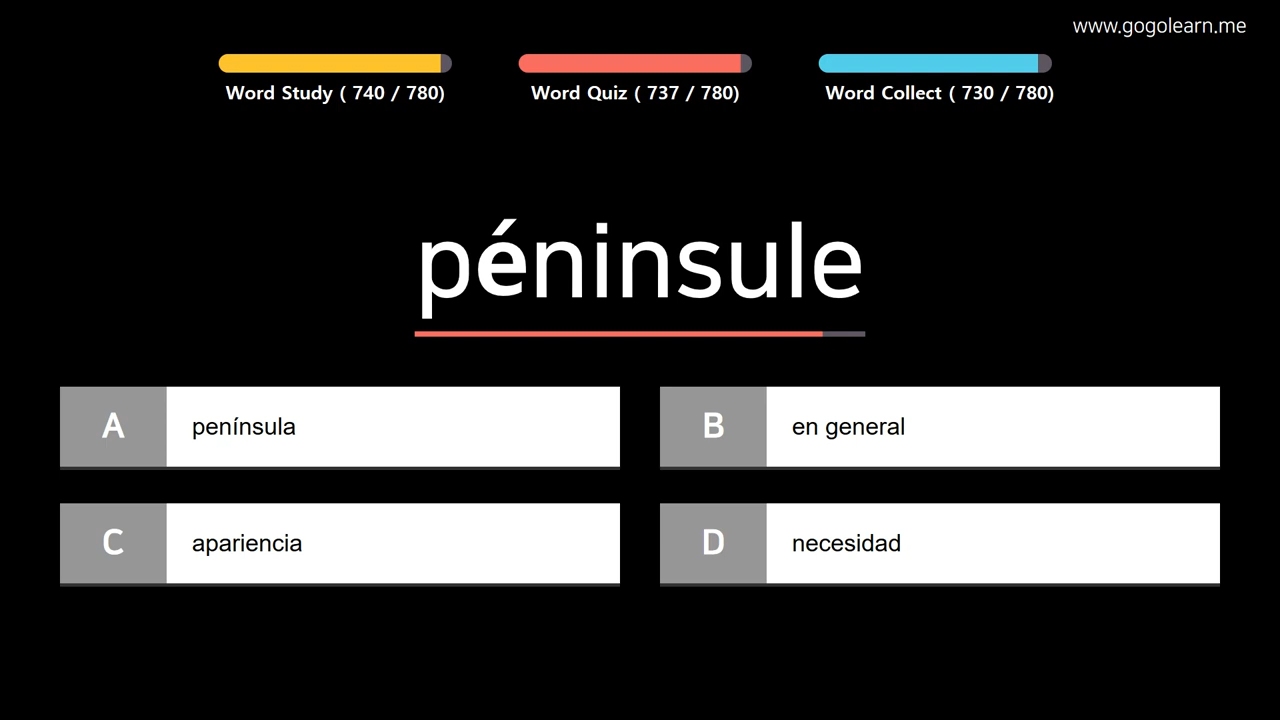 www.gogolearn.me
Word Study ( 740 / 780)
Word Quiz ( 737 / 780)
Word Collect ( 730 / 780)
péninsule
A península
B en general
C apariencia
D necesidad